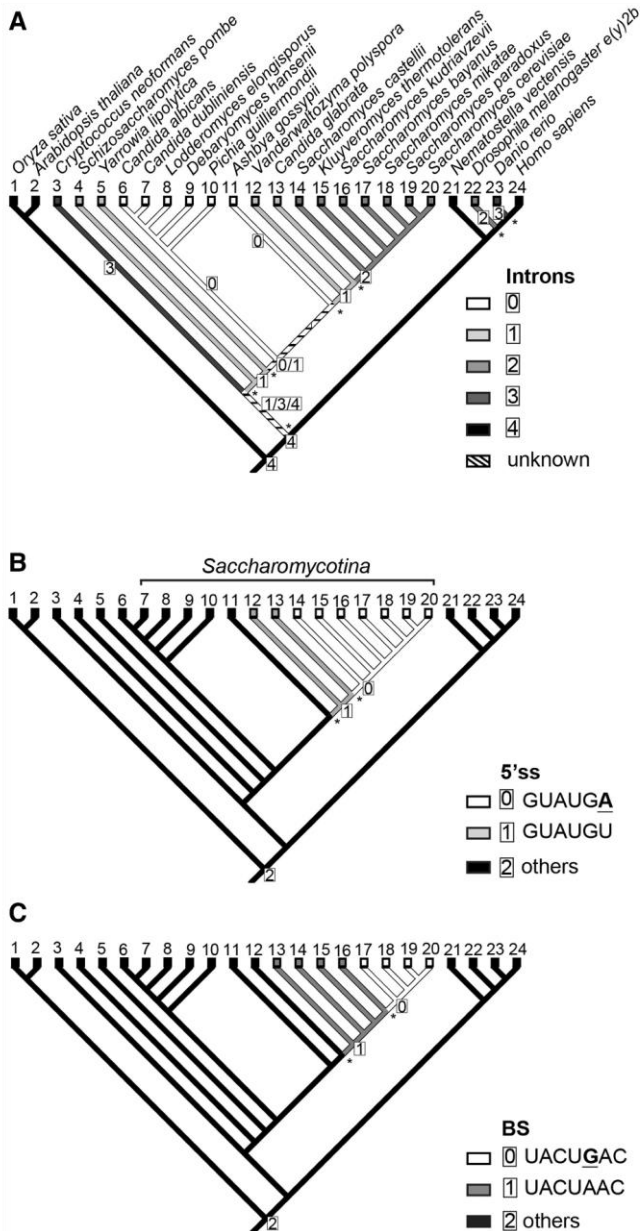 A
Oryza sativa
Arabidopsis thaliana
Cryptococcus neoformans
Schizosaccharomyces pombe
Yarrowia lipolytica
Candida albicans
Candida dubliniensis
Lodderomyces elongisporus
Debaryomyces hansenii
Pichia guilliermondii
Ashbya gossypii
Vanderwaltozyma polyspora
Candida glabrata
Saccharomyces castellii
Kluyveromyces thermotolerans
Saccharomyces kudriavzevii
Saccharomyces bayanus
Saccharomyces mikatae
Saccharomyces paradoxus
Saccharomyces cerevisiae
Nematostella vectensis
Drosophila melanogaster e(y)2b
Danio rerio
Homo sapiens
1 2 3 4 5 6 7 8 9 10 11 12 13 14 15 16 17 18 19 20 21 22 23 24
2 3
* *
0
3 0 2
1 *
*
0/1
1 *
*
1/3/4
*
4
4
Introns
0
1
2
3
4
unknown
B
Saccharomycotina
1 2 3 4 5 6 7 8 9 10 11 12 13 14 15 16 17 18 19 20 21 22 23 24
0
*
1
*
2
5'ss
0 GUAUGA
1 GUAUGU
2 others
C
1 2 3 4 5 6 7 8 9 10 11 12 13 14 15 16 17 18 19 20 21 22 23 24
0
*
1
*
2
BS
0 UACUGAC
1 UACUAAC
2 others